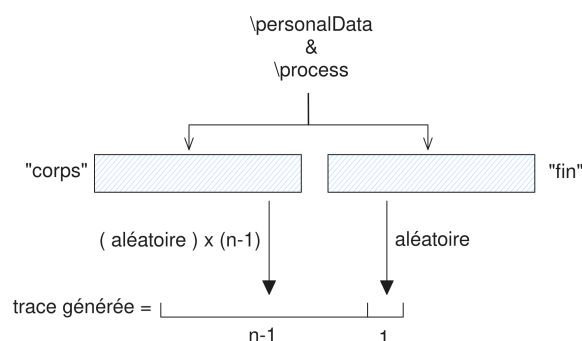 \personalData
&
\process
"corps"
"fin"
( aléatoire ) x (n-1)
aléatoire
trace générée =
n-1
1